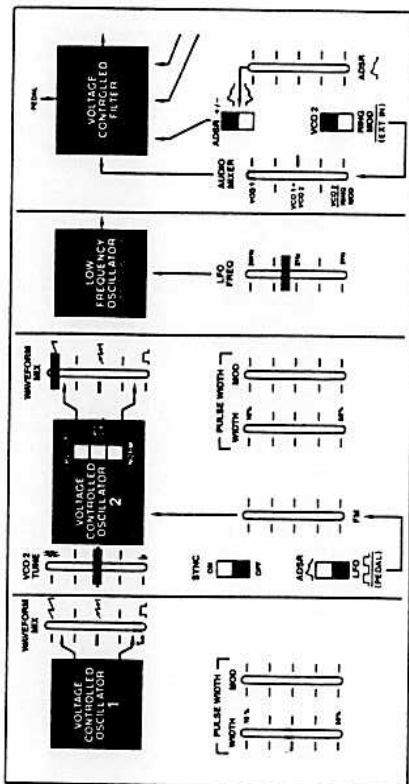 VOLTAGE
CONTROLLED
OSCILLATOR
1
WAVEFORM
MIX
PULSE WIDTH
WIDTH
MOD
VCO 2
TUNE
VOLTAGE
CONTROLLED
OSCILLATOR
2
WAVEFORM
MIX
SYNC
ON
OFF
ADSR
LFO
(PEDAL)
FM
PULSE WIDTH
WIDTH
MOD
LOW
FREQUENCY
OSCILLATOR
LFO
FREQ
PEDAL
VOLTAGE
CONTROLLED
FILTER
AUDIO
MIXER
VCO 1
VCO 1 +
VCO 2
VCO 2
RING
MOD
ADSR +/-
VCO 2
RING
MOD
(EXT IN)
ADSR